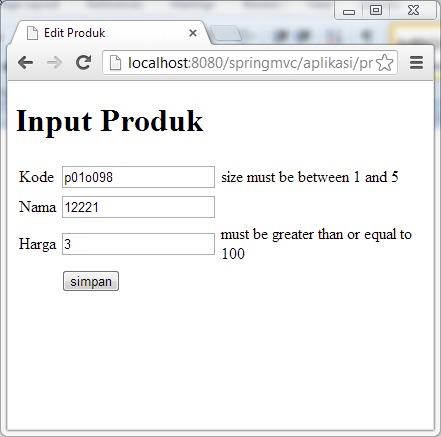 Edit Produk
localhost:8080/springmvc/aplikasi/pr
Input Produk
Kode p01o098 size must be between 1 and 5
Nama 12221
Harga 3 must be greater than or equal to
100
simpan